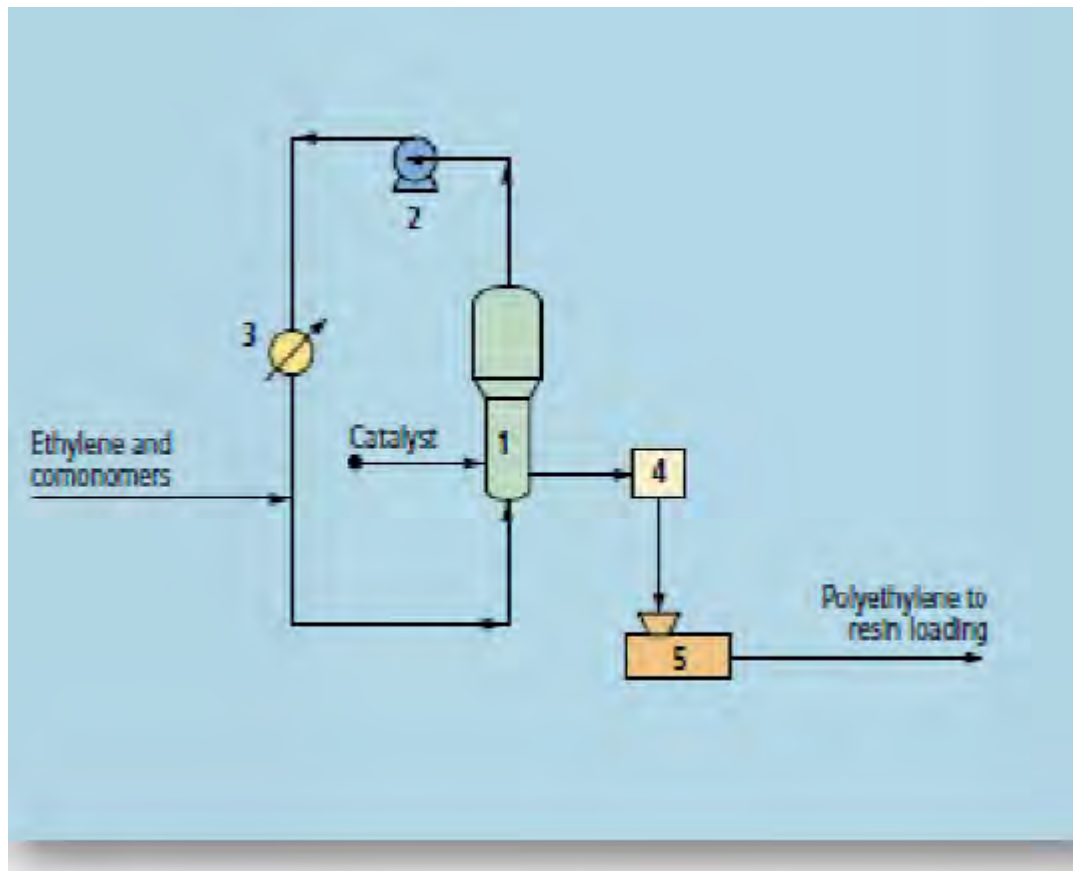 2
3
Ethylene and
comonomers
Catalyst
1
4
Polyethylene to
resin loading
5